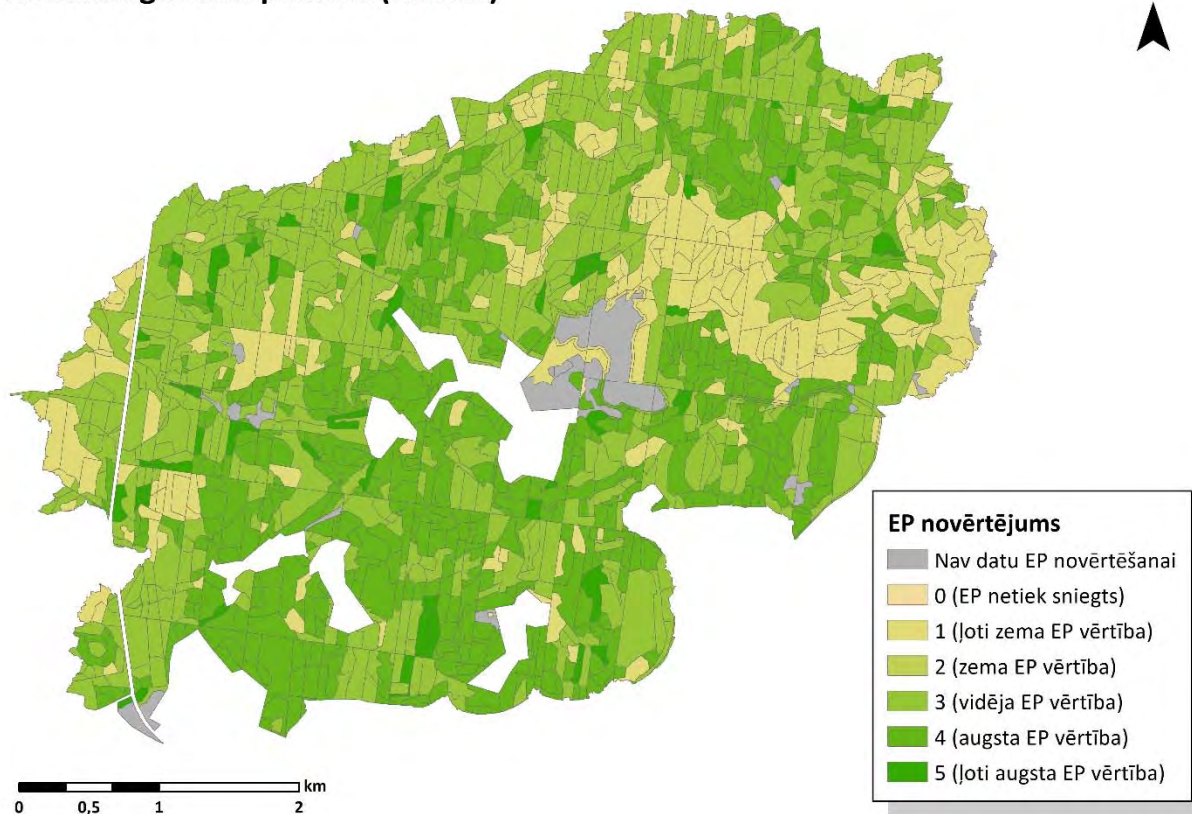 EP novērtējums
Nav datu EP novērtēšanai
0 (EP netiek sniegts)
1 (ļoti zema EP vērtība)
2 (zema EP vērtība)
3 (vidēja EP vērtība)
4 (augsta EP vērtība)
5 (ļoti augsta EP vērtība)
km
0 0,5 1 2